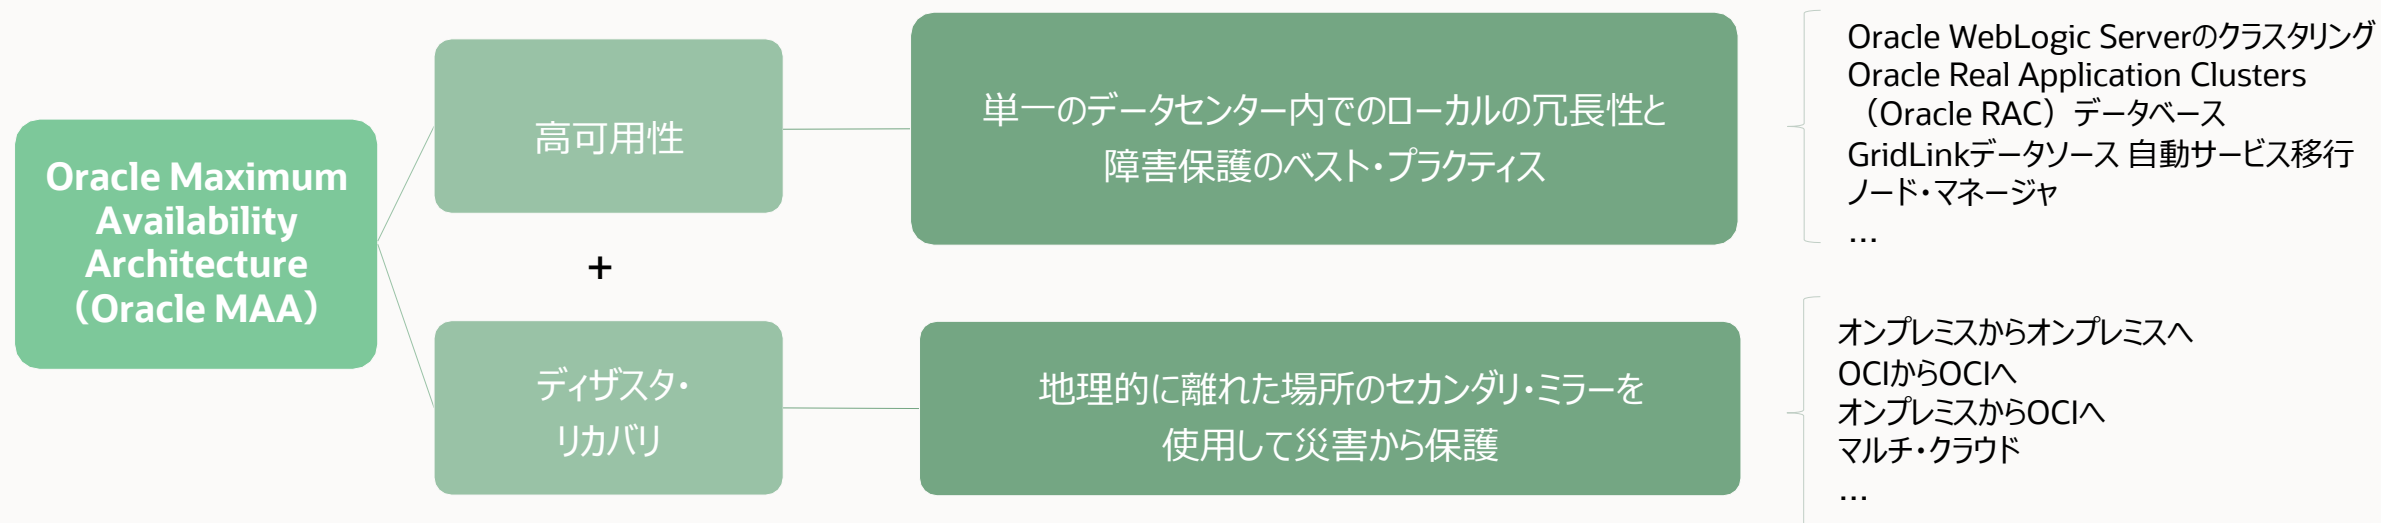 Oracle Maximum
Availability
Architecture
（Oracle MAA）
高可用性
+
ディザスタ・
リカバリ
単一のデータセンター内でのローカルの冗長性と
障害保護のベスト・プラクティス
地理的に離れた場所のセカンダリ・ミラーを
使用して災害から保護
Oracle WebLogic Serverのクラスタリング
Oracle Real Application Clusters
（Oracle RAC）データベース
GridLinkデータソース 自動サービス移行
ノード・マネージャ
...
オンプレミスからオンプレミスへ
OCIからOCIへ
オンプレミスからOCIへ
マルチ・クラウド
...